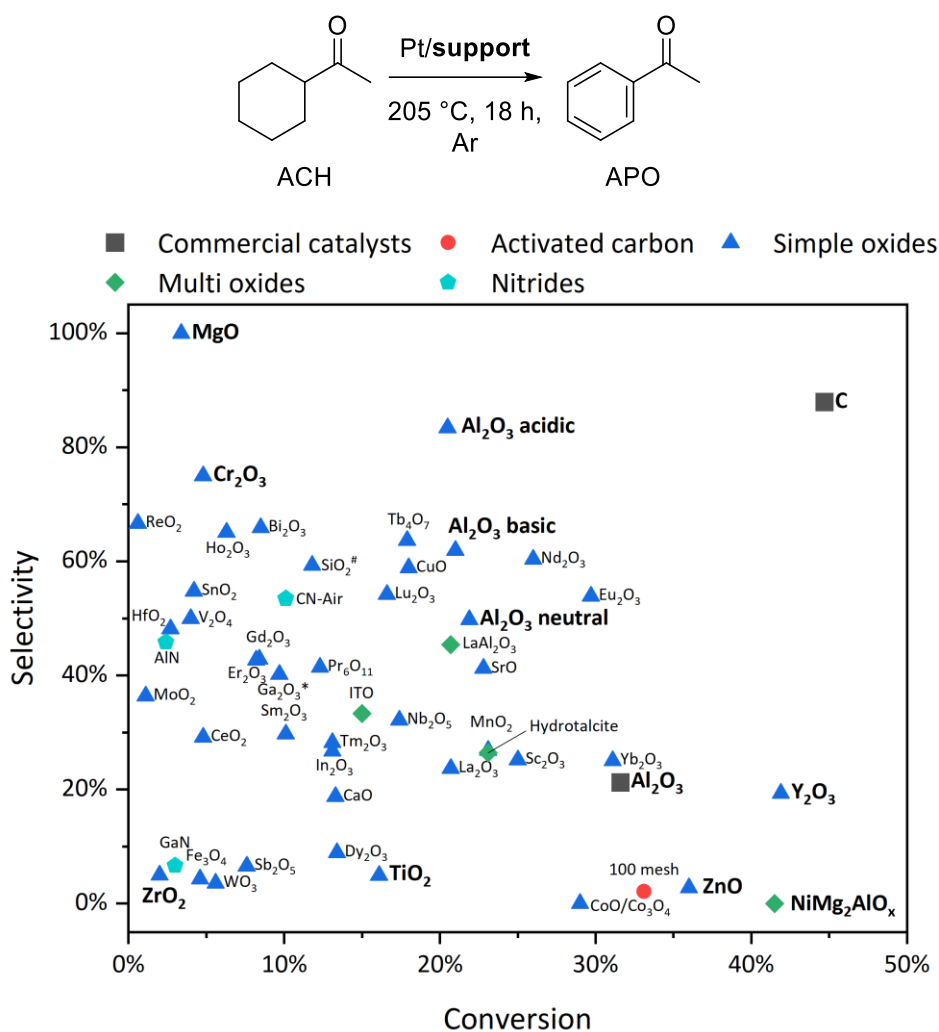 O
O
Pt/support
205 °C, 18 h,
Ar
ACH
APO
Commercial catalysts
Activated carbon
Simple oxides
Multi oxides
Nitrides
Selectivity
100%
80%
60%
40%
20%
0%
MgO
C
Al₂O₃ acidic
Cr₂O₃
ReO₂
Ho₂O₃
Bi₂O₃
Tb₄O₇
Al₂O₃ basic
SiO₂#
CuO
Nd₂O₃
SnO₂
CN-Air
Lu₂O₃
Eu₂O₃
HfO₂
V₂O₄
Al₂O₃ neutral
AlN
Gd₂O₃
LaAl₂O₃
Er₂O₃
Pr₆O₁₁
SrO
Ga₂O₃*
MoO₂
ITO
Sm₂O₃
Nb₂O₅
MnO₂
Hydrotalcite
CeO₂
Tm₂O₃
In₂O₃
La₂O₃
Sc₂O₃
Yb₂O₃
CaO
Al₂O₃
Y₂O₃
GaN
Fe₃O₄
Sb₂O₅
Dy₂O₃
TiO₂
ZrO₂
WO₃
100 mesh
ZnO
CoO/Co₃O₄
NiMg₂AlOₓ
0%
10%
20%
30%
40%
50%
Conversion